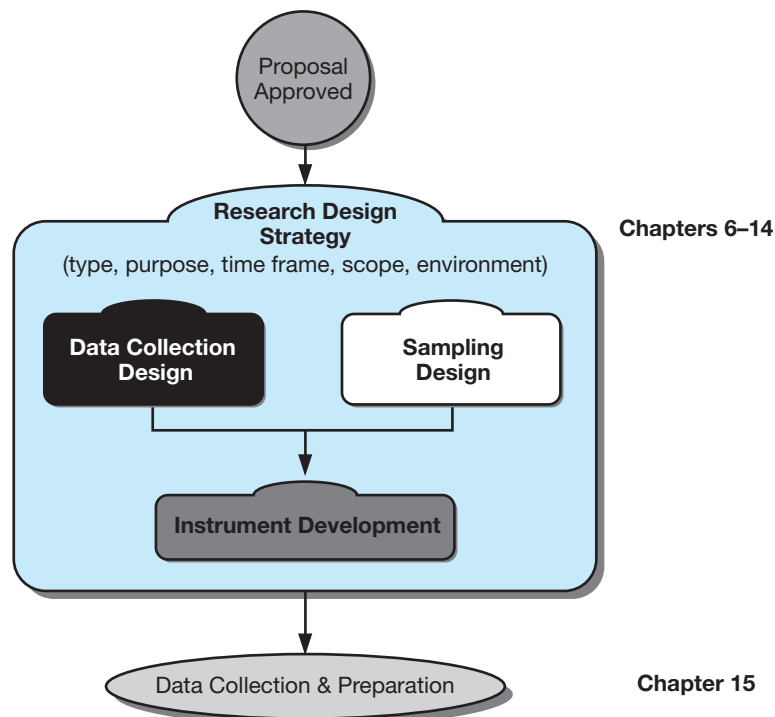 Proposal
Approved
Research Design
Strategy
(type, purpose, time frame, scope, environment)
Chapters 6–14
Data Collection
Design
Sampling
Design
Instrument Development
Data Collection & Preparation
Chapter 15